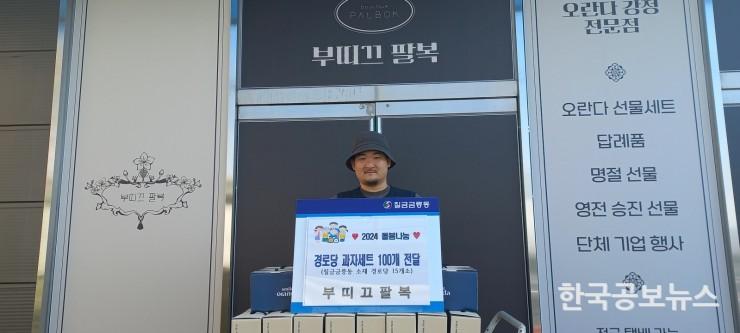 PALBOK
부띠끄 팔복
오란다 강정
전문점
오란다 선물세트
답례품
명절 선물
영전 승진 선물
단체 기업 행사
부띠끄 팔복
칠금금릉동
2024 돌봄나눔
경로당 과자세트 100개 전달
(칠금금릉동 소재 경로당 15개소)
부띠끄팔복
한국공보뉴스